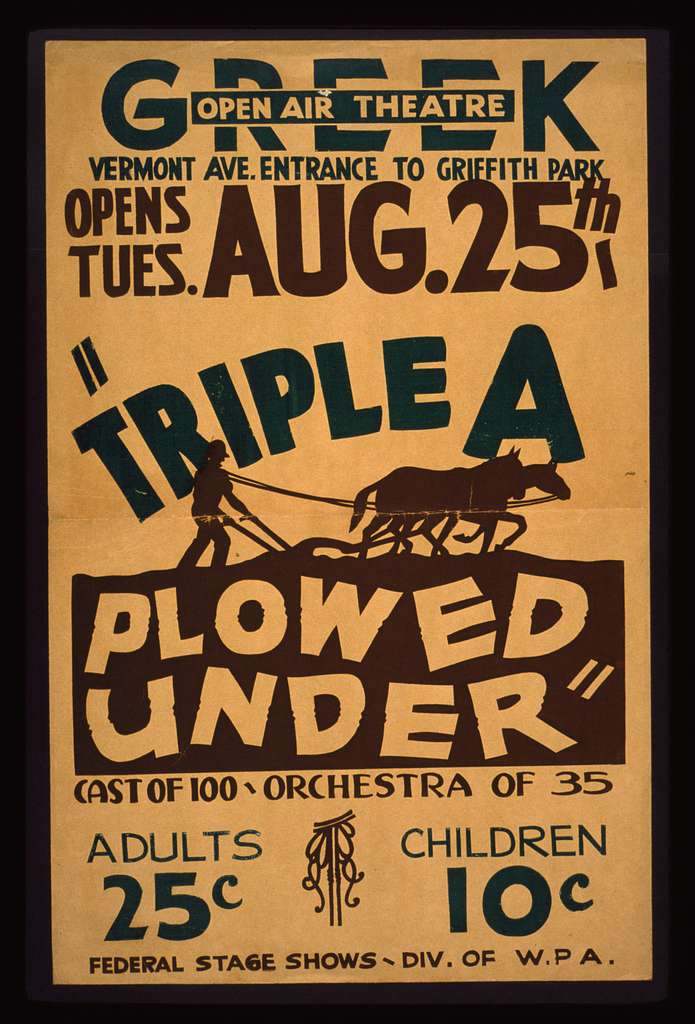 GREEK
OPEN AIR THEATRE
VERMONT AVE. ENTRANCE TO GRIFFITH PARK
OPENS TUES. AUG. 25th,
"TRIPLE A
PLOWED
UNDER"
CAST OF 100 - ORCHESTRA OF 35
ADULTS CHILDREN
25c 10c
FEDERAL STAGE SHOWS - DIV. OF W.P.A.